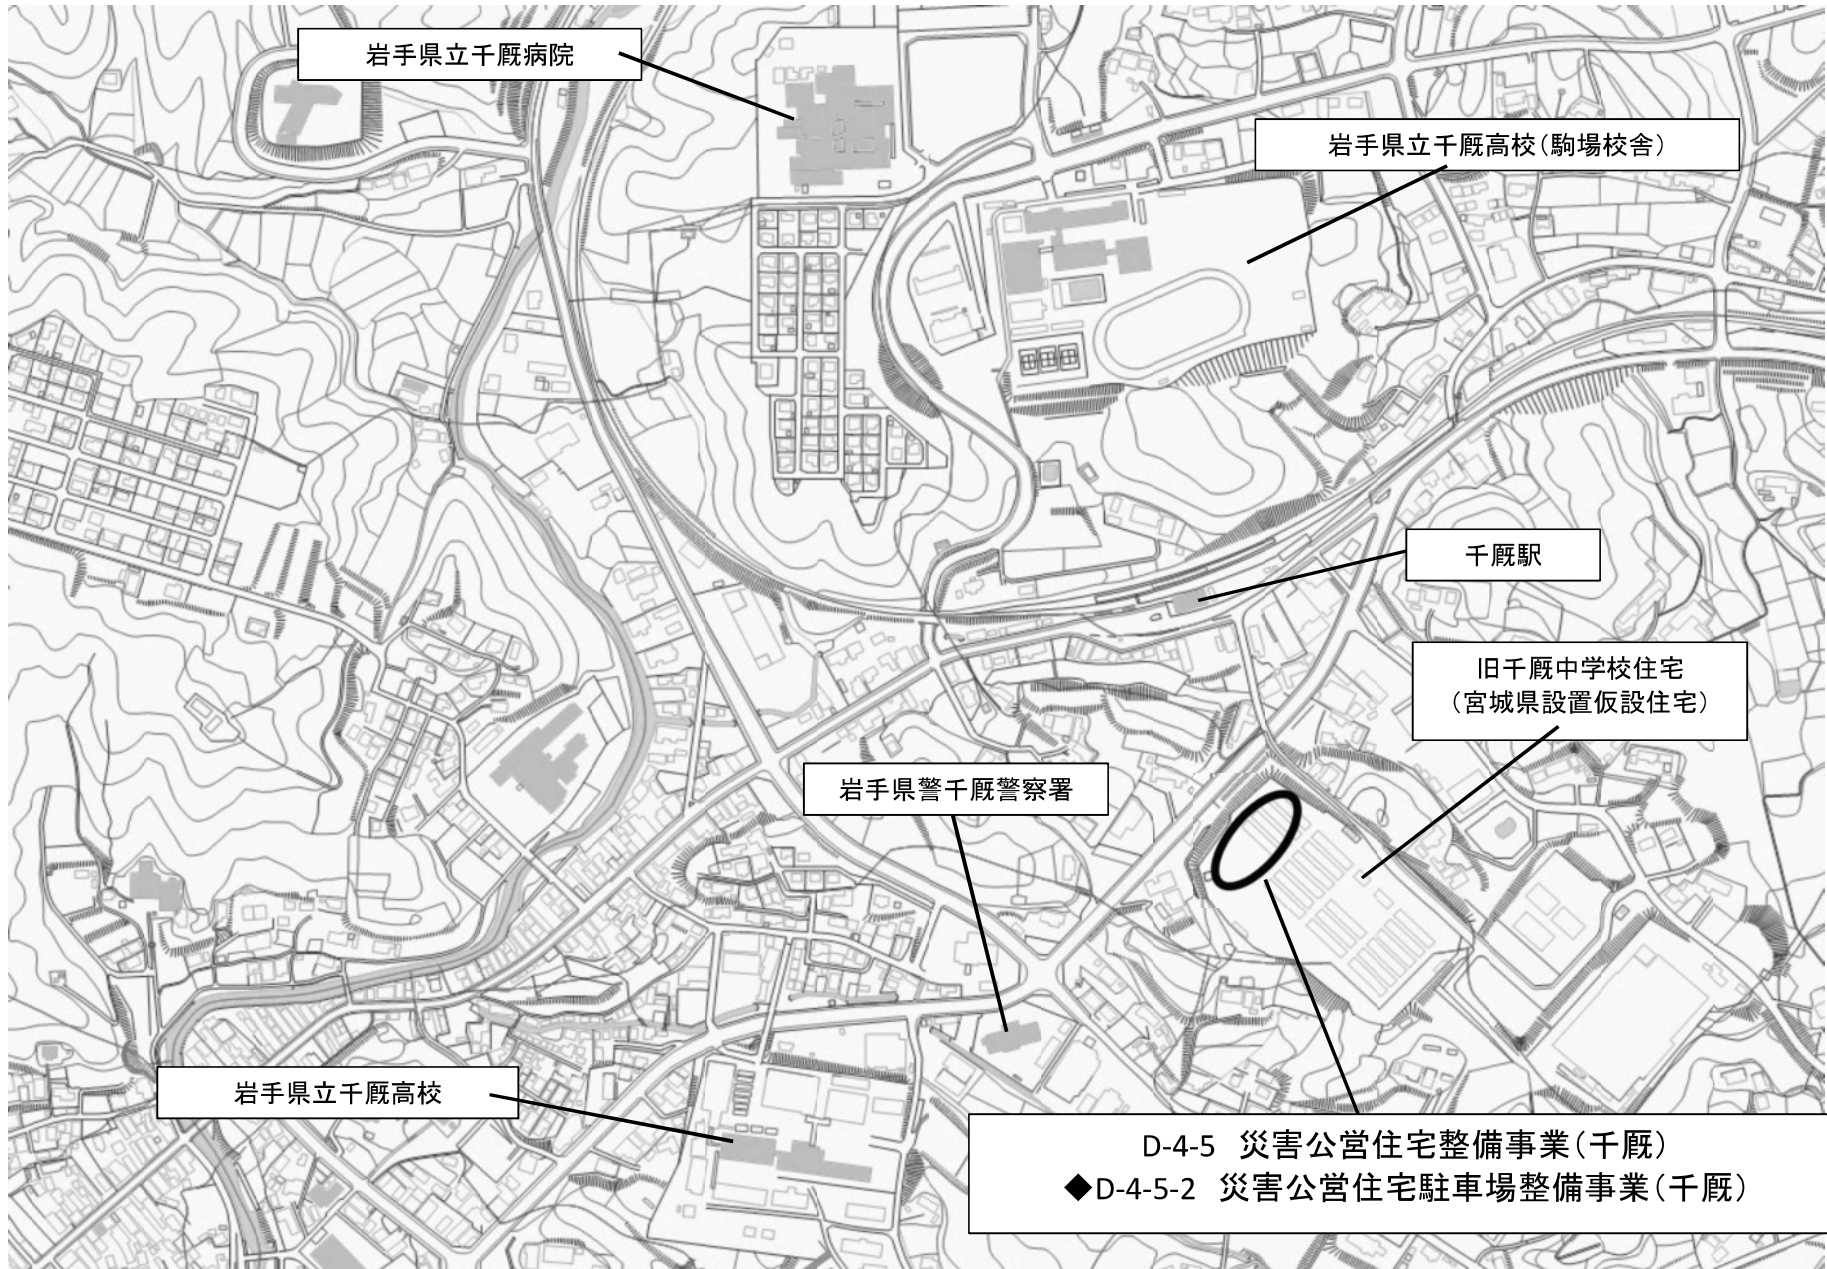 岩手県立千厩病院
岩手県立千厩高校（駒場校舎）
千厩駅
旧千厩中学校住宅
（宮城県設置仮設住宅）
岩手県警千厩警察署
岩手県立千厩高校
D-4-5　災害公営住宅整備事業（千厩）
◆D-4-5-2　災害公営住宅駐車場整備事業（千厩）